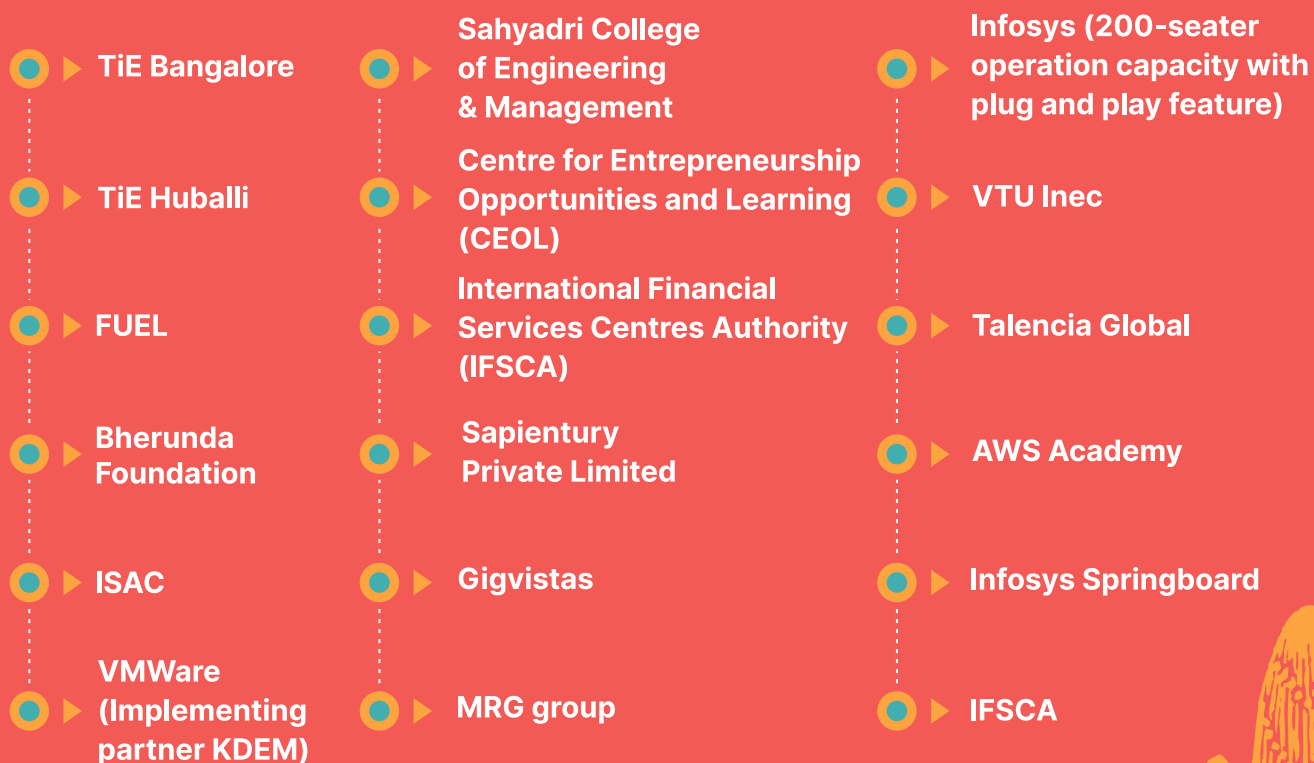 TiE Bangalore
TiE Huballi
FUEL
Bherunda
Foundation
ISAC
VMWare
(Implementing
partner KDEM)
Sahyadri College
of Engineering
& Management
Centre for Entrepreneurship
Opportunities and Learning
(CEOL)
International Financial
Services Centres Authority
(IFSCA)
Sapientury
Private Limited
Gigvistas
MRG group
Infosys (200-seater
operation capacity with
plug and play feature)
VTU Inec
Talencia Global
AWS Academy
Infosys Springboard
IFSCA